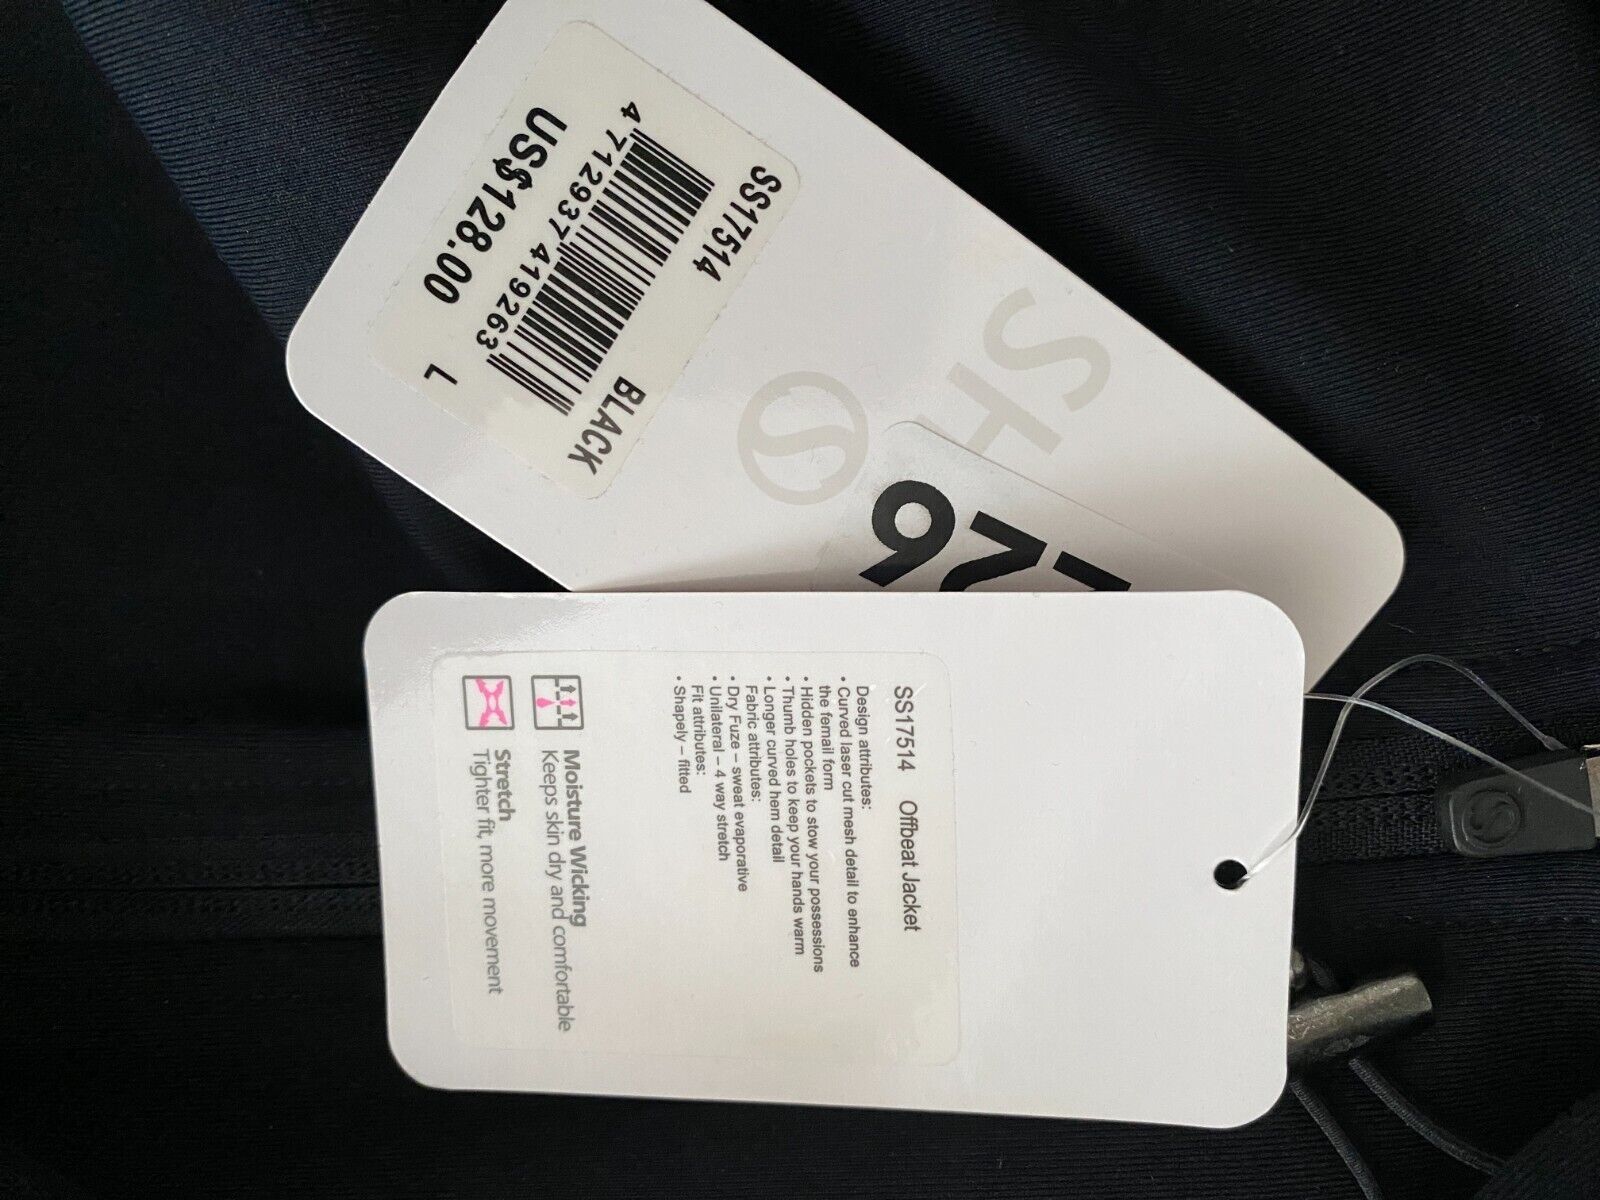 SS17514
4 712937 419263
US$128.00
BLACK
L
SH
SS17514 Offbeat Jacket
Design attributes:
• Curved laser cut mesh detail to enhance
the femail form
• Hidden pockets to stow your possessions
• Thumb holes to keep your hands warm
• Longer curved hem detail
Fabric attributes:
• Dry Fuze – sweat evaporative
• Unilateral – 4 way stretch
Fit attributes:
• Shapely – fitted
Moisture Wicking
Keeps skin dry and comfortable
Stretch
Tighter fit, more movement